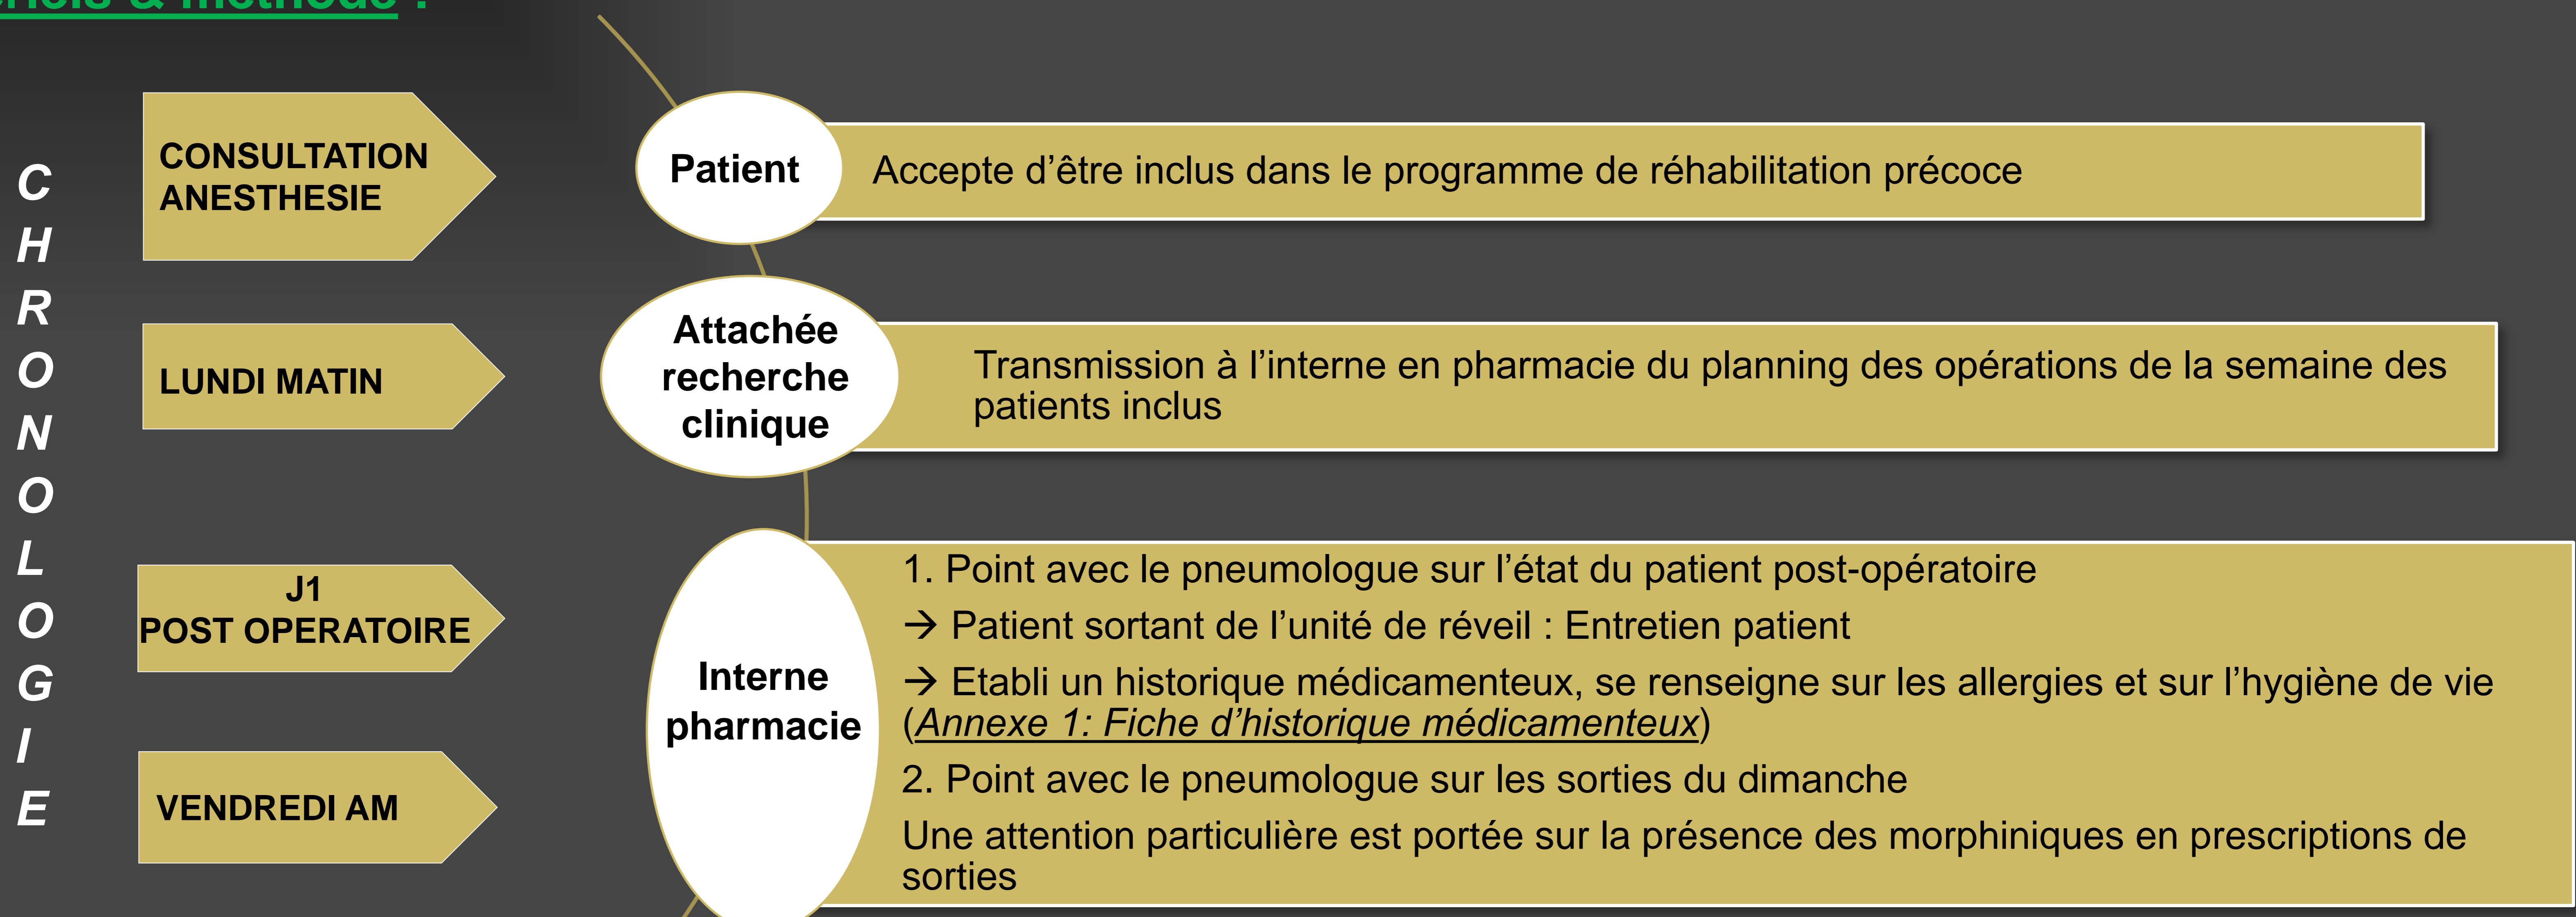 & méthode :
CHRONOLOGIE
CONSULTATION
ANESTHESIE
Patient
Accepte d’être inclus dans le programme de réhabilitation précoce
LUNDI MATIN
Attachée
recherche
clinique
Transmission à l’interne en pharmacie du planning des opérations de la semaine des
patients inclus
J1
POST OPERATOIRE
VENDREDI AM
Interne
pharmacie
1. Point avec le pneumologue sur l’état du patient post-opératoire
→ Patient sortant de l’unité de réveil : Entretien patient
→ Etabli un historique médicamenteux, se renseigne sur les allergies et sur l’hygiène de vie
(Annexe 1: Fiche d’historique médicamenteux)
2. Point avec le pneumologue sur les sorties du dimanche
Une attention particulière est portée sur la présence des morphiniques en prescriptions de
sorties